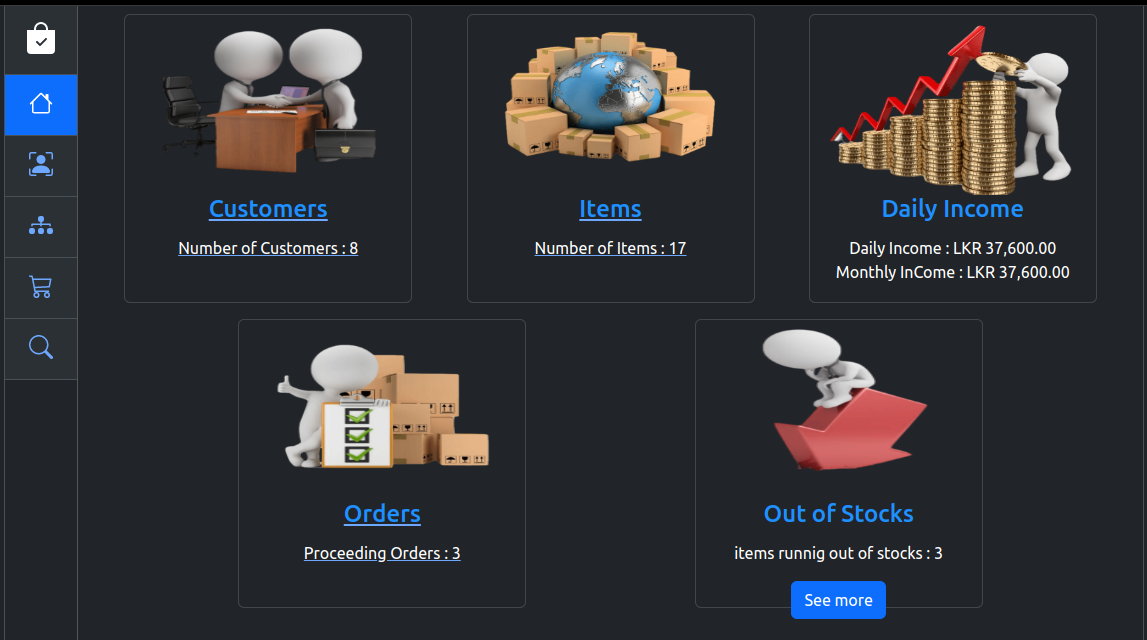 Customers
Number of Customers : 8
Items
Number of Items : 17
Daily Income
Daily Income : LKR 37,600.00
Monthly InCome : LKR 37,600.00
Orders
Proceeding Orders : 3
Out of Stocks
items runnig out of stocks : 3
See more